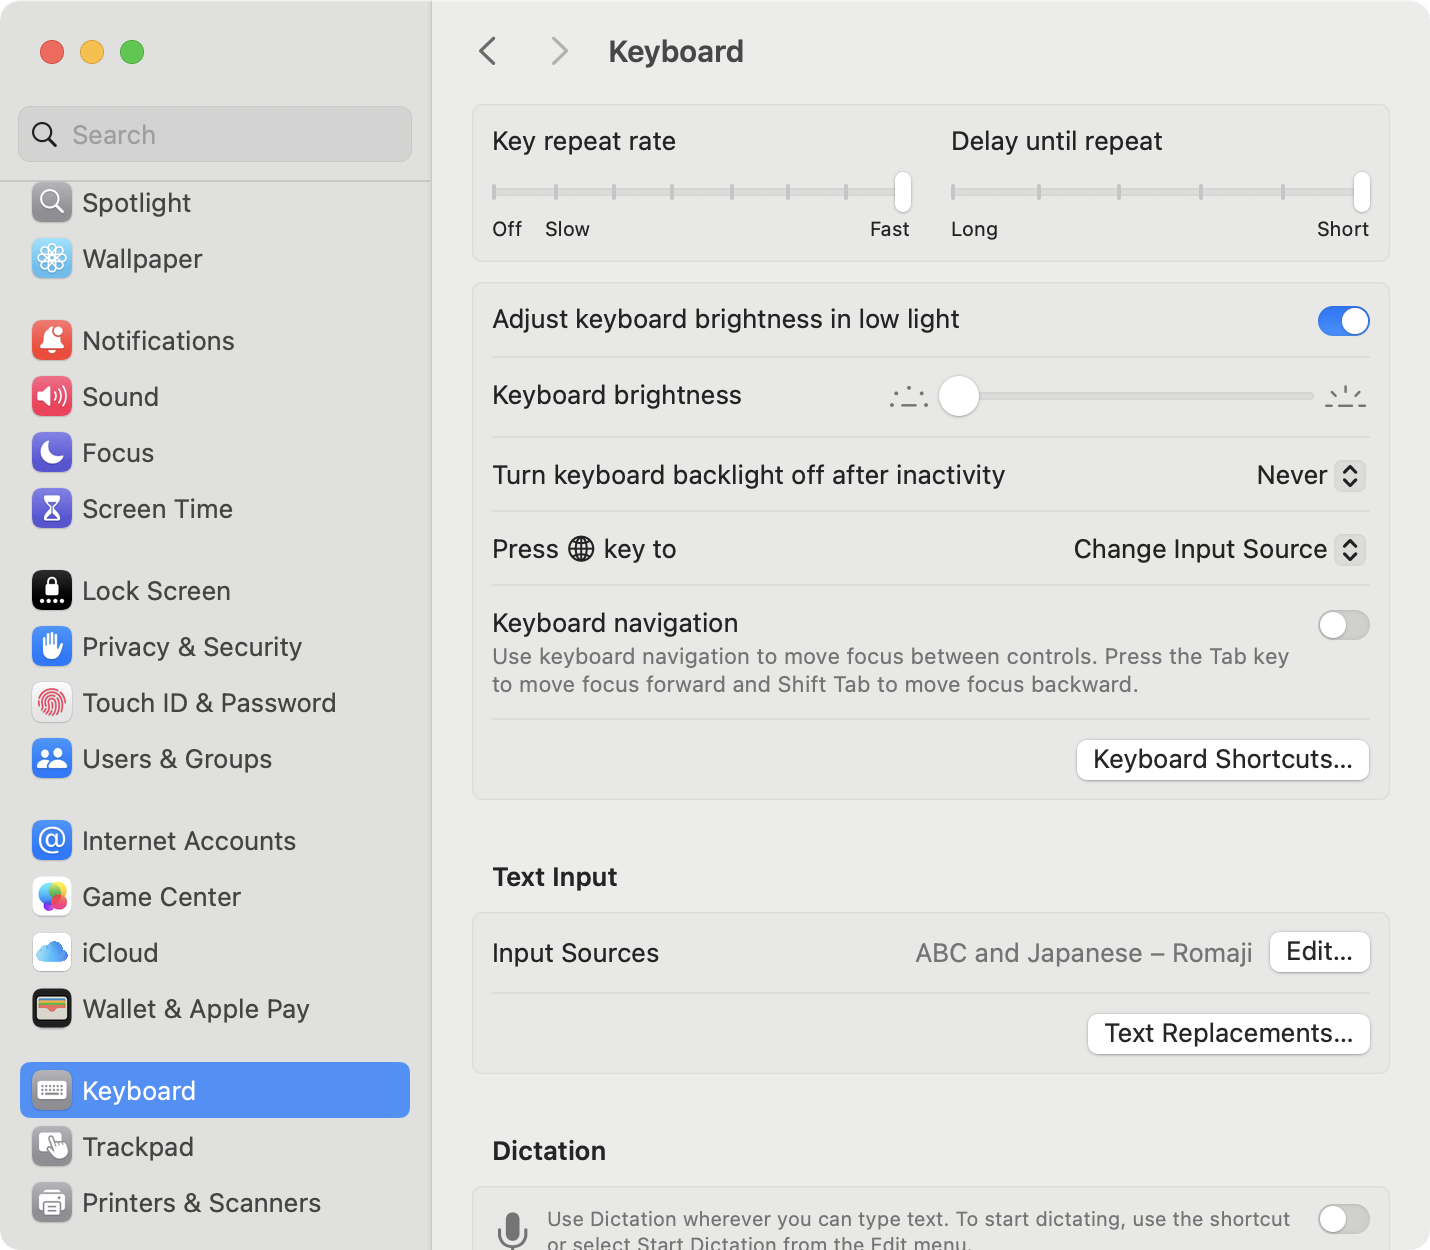 Search
Spotlight
Wallpaper
Notifications
Sound
Focus
Screen Time
Lock Screen
Privacy & Security
Touch ID & Password
Users & Groups
Internet Accounts
Game Center
iCloud
Wallet & Apple Pay
Keyboard
Trackpad
Printers & Scanners
Keyboard
Key repeat rate
Off Slow Fast
Delay until repeat
Long Short
Adjust keyboard brightness in low light
Keyboard brightness
Turn keyboard backlight off after inactivity Never
Press key to Change Input Source
Keyboard navigation
Use keyboard navigation to move focus between controls. Press the Tab key
to move focus forward and Shift Tab to move focus backward.
Keyboard Shortcuts...
Text Input
Input Sources ABC and Japanese – Romaji Edit...
Text Replacements...
Dictation
Use Dictation wherever you can type text. To start dictating, use the shortcut
or select Start Dictation from the Edit menu.